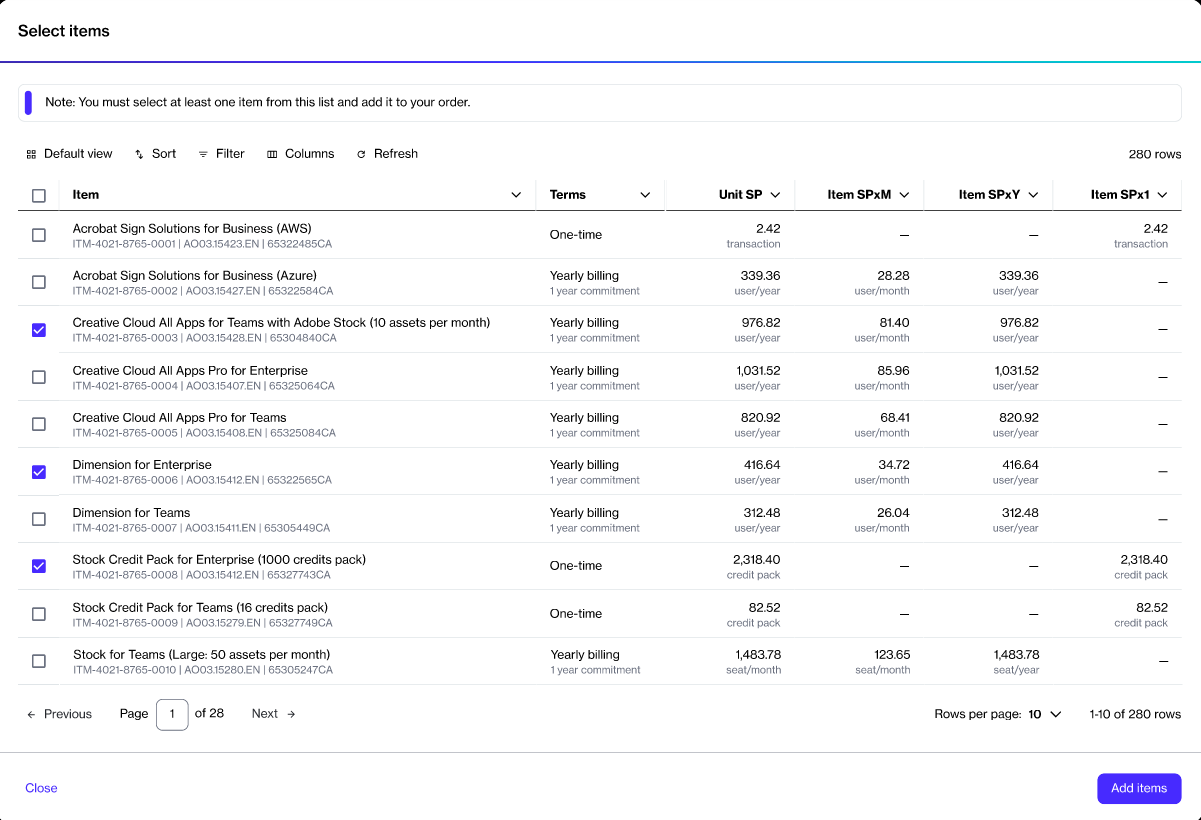 Select items
Note: You must select at least one item from this list and add it to your order.
Default view Sort Filter Columns Refresh 280 rows
Item Terms Unit SP Item SPxM Item SPxY Item SPx1
Acrobat Sign Solutions for Business (AWS) One-time 2.42 — — 2.42
ITM-4021-8765-0001 | AO03.15423.EN | 65322485CA transaction transaction
Acrobat Sign Solutions for Business (Azure) Yearly billing 339.36 28.28 339.36 —
ITM-4021-8765-0002 | AO03.15427.EN | 65322584CA 1 year commitment user/year user/month user/year
Creative Cloud All Apps for Teams with Adobe Stock (10 assets per month) Yearly billing 976.82 81.40 976.82 —
ITM-4021-8765-0003 | AO03.15428.EN | 65304840CA 1 year commitment user/year user/month user/year
Creative Cloud All Apps Pro for Enterprise Yearly billing 1,031.52 85.96 1,031.52 —
ITM-4021-8765-0004 | AO03.15407.EN | 65325064CA 1 year commitment user/year user/month user/year
Creative Cloud All Apps Pro for Teams Yearly billing 820.92 68.41 820.92 —
ITM-4021-8765-0005 | AO03.15408.EN | 65325084CA 1 year commitment user/year user/month user/year
Dimension for Enterprise Yearly billing 416.64 34.72 416.64 —
ITM-4021-8765-0006 | AO03.15412.EN | 65322565CA 1 year commitment user/year user/month user/year
Dimension for Teams Yearly billing 312.48 26.04 312.48 —
ITM-4021-8765-0007 | AO03.15411.EN | 65305449CA 1 year commitment user/year user/month user/year
Stock Credit Pack for Enterprise (1000 credits pack) One-time 2,318.40 — — 2,318.40
ITM-4021-8765-0008 | AO03.15412.EN | 65327743CA credit pack credit pack
Stock Credit Pack for Teams (16 credits pack) One-time 82.52 — — 82.52
ITM-4021-8765-0009 | AO03.15279.EN | 65327749CA credit pack credit pack
Stock for Teams (Large: 50 assets per month) Yearly billing 1,483.78 123.65 1,483.78 —
ITM-4021-8765-0010 | AO03.15280.EN | 65305247CA 1 year commitment seat/month seat/month seat/year
← Previous Page 1 of 28 Next → Rows per page: 10 1-10 of 280 rows
Close Add items